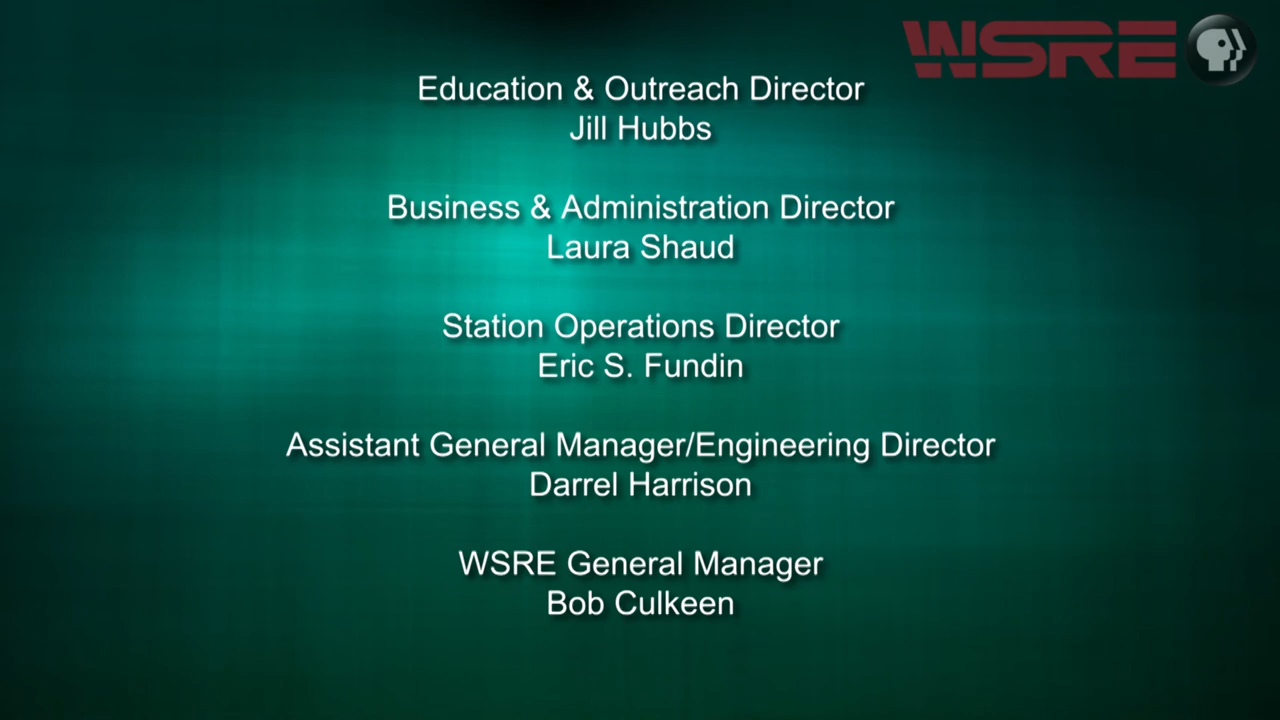 WSRE
Education & Outreach Director
Jill Hubbs
Business & Administration Director
Laura Shaud
Station Operations Director
Eric S. Fundin
Assistant General Manager/Engineering Director
Darrel Harrison
WSRE General Manager
Bob Culkeen